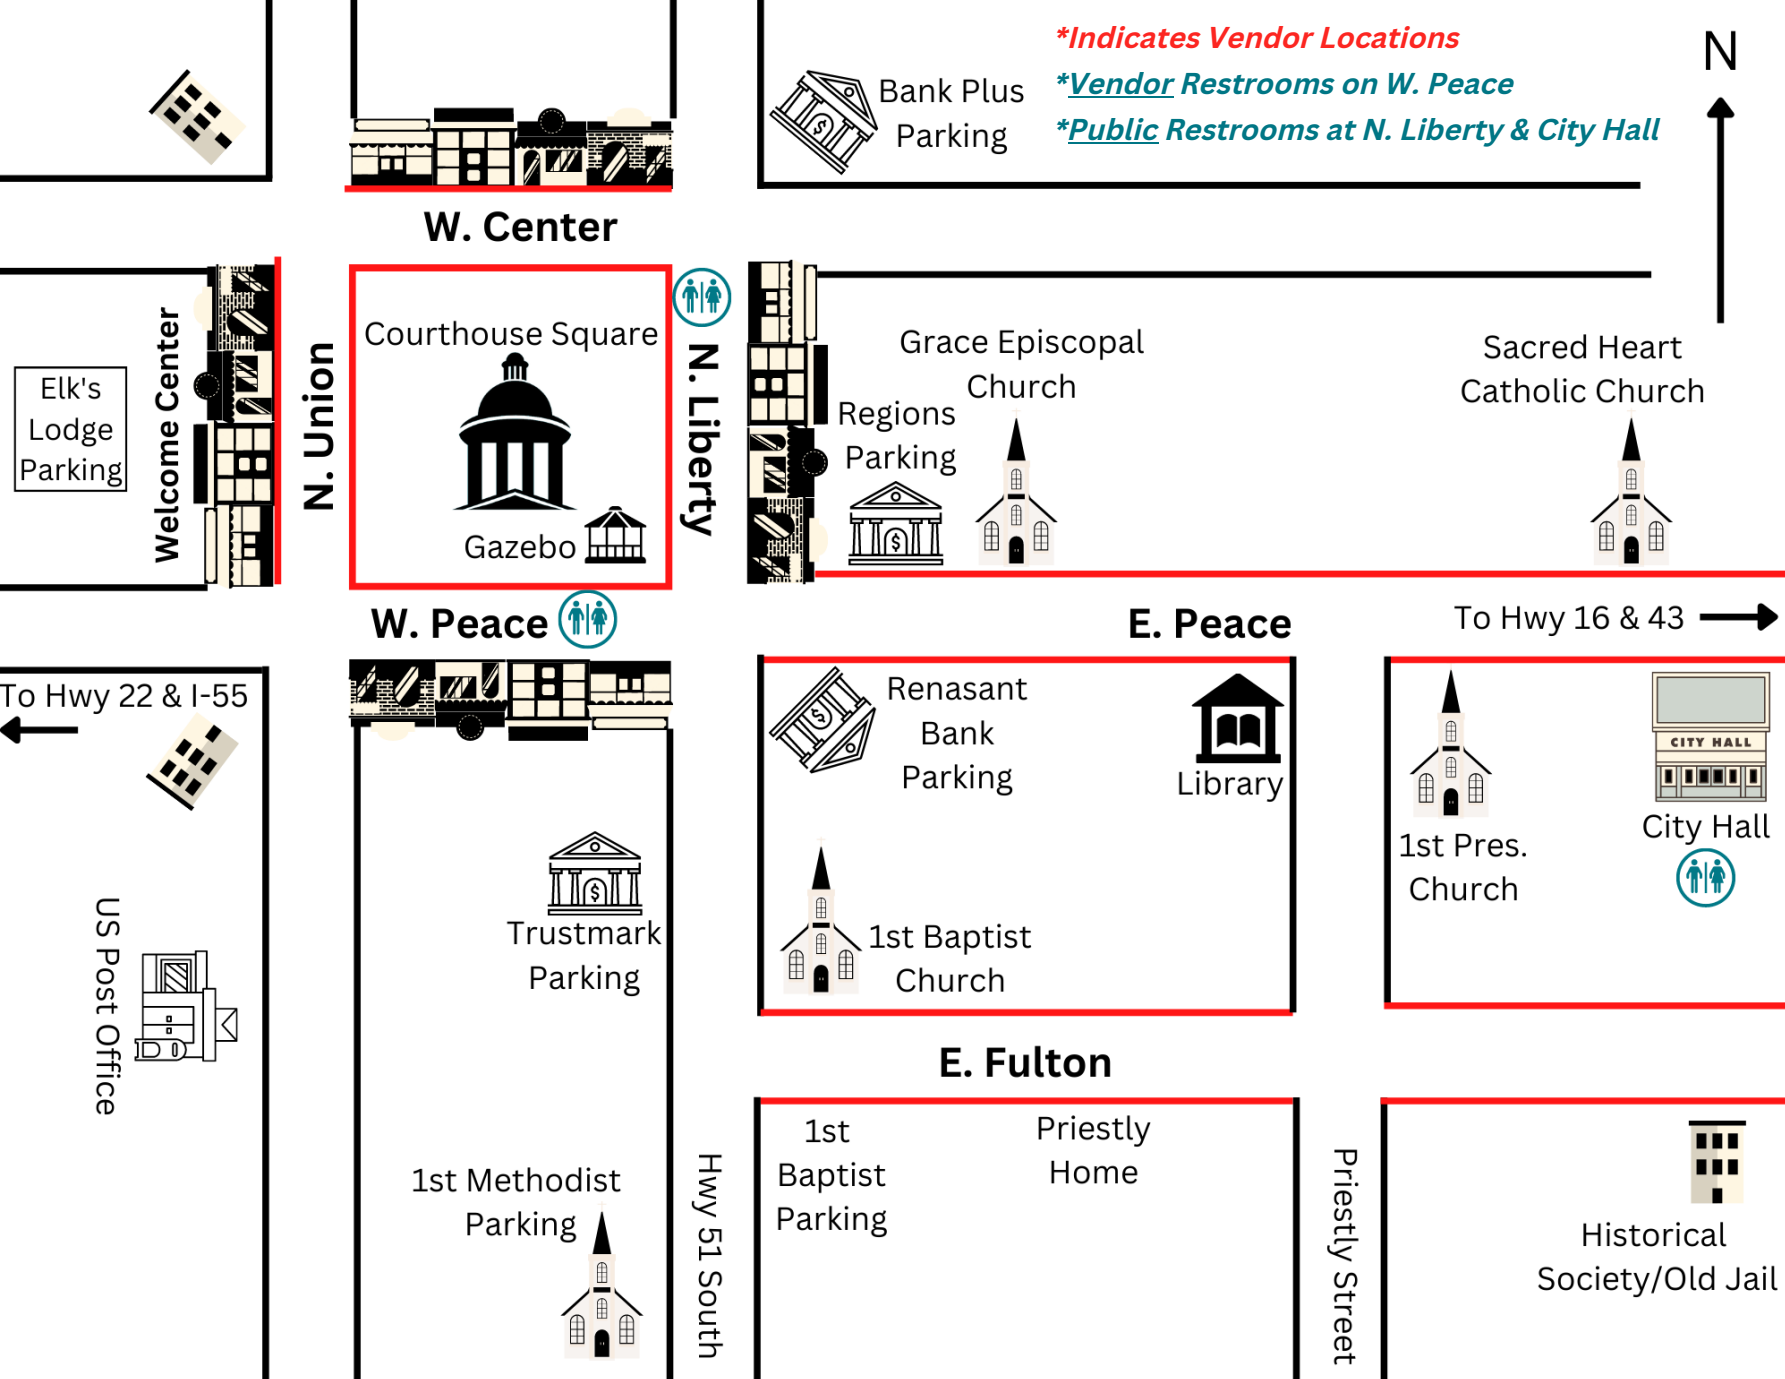 *Indicates Vendor Locations
*Vendor Restrooms on W. Peace
*Public Restrooms at N. Liberty & City Hall
N
Bank Plus
Parking
W. Center
Elk's
Lodge
Parking
Welcome Center
N. Union
Courthouse Square
Gazebo
N. Liberty
Grace Episcopal
Church
Regions
Parking
Sacred Heart
Catholic Church
W. Peace
E. Peace
To Hwy 16 & 43
To Hwy 22 & I-55
US Post Office
Trustmark
Parking
1st Methodist
Parking
Hwy 51 South
Renasant
Bank
Parking
Library
1st Baptist
Church
1st Pres.
Church
CITY HALL
City Hall
E. Fulton
1st
Baptist
Parking
Priestly
Home
Priestly Street
Historical
Society/Old Jail